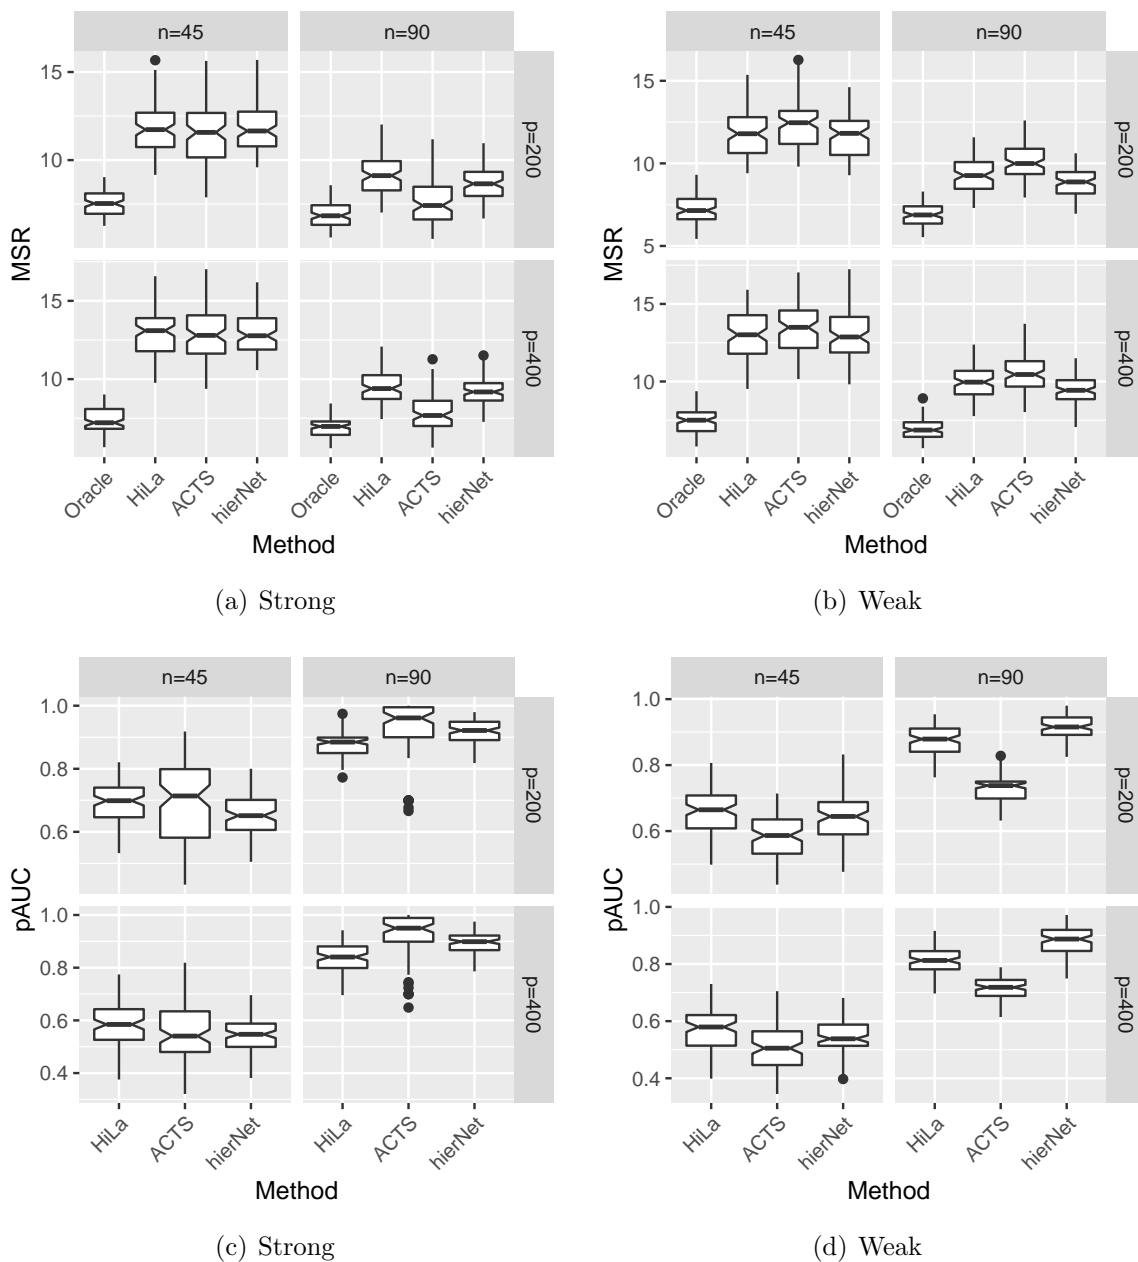 n=45 n=90
15
10
p=200
MSR
15
10
p=400
Oracle HiLa ACTS hierNet Oracle HiLa ACTS hierNet
Method
(a) Strong
n=45 n=90
15
10
5
p=200
MSR
15
10
p=400
Oracle HiLa ACTS hierNet Oracle HiLa ACTS hierNet
Method
(b) Weak
n=45 n=90
1.0
0.8
0.6
p=200
pAUC
1.0
0.8
0.6
0.4
p=400
HiLa ACTS hierNet HiLa ACTS hierNet
Method
(c) Strong
n=45 n=90
1.0
0.8
0.6
p=200
pAUC
1.0
0.8
0.6
0.4
p=400
HiLa ACTS hierNet HiLa ACTS hierNet
Method
(d) Weak